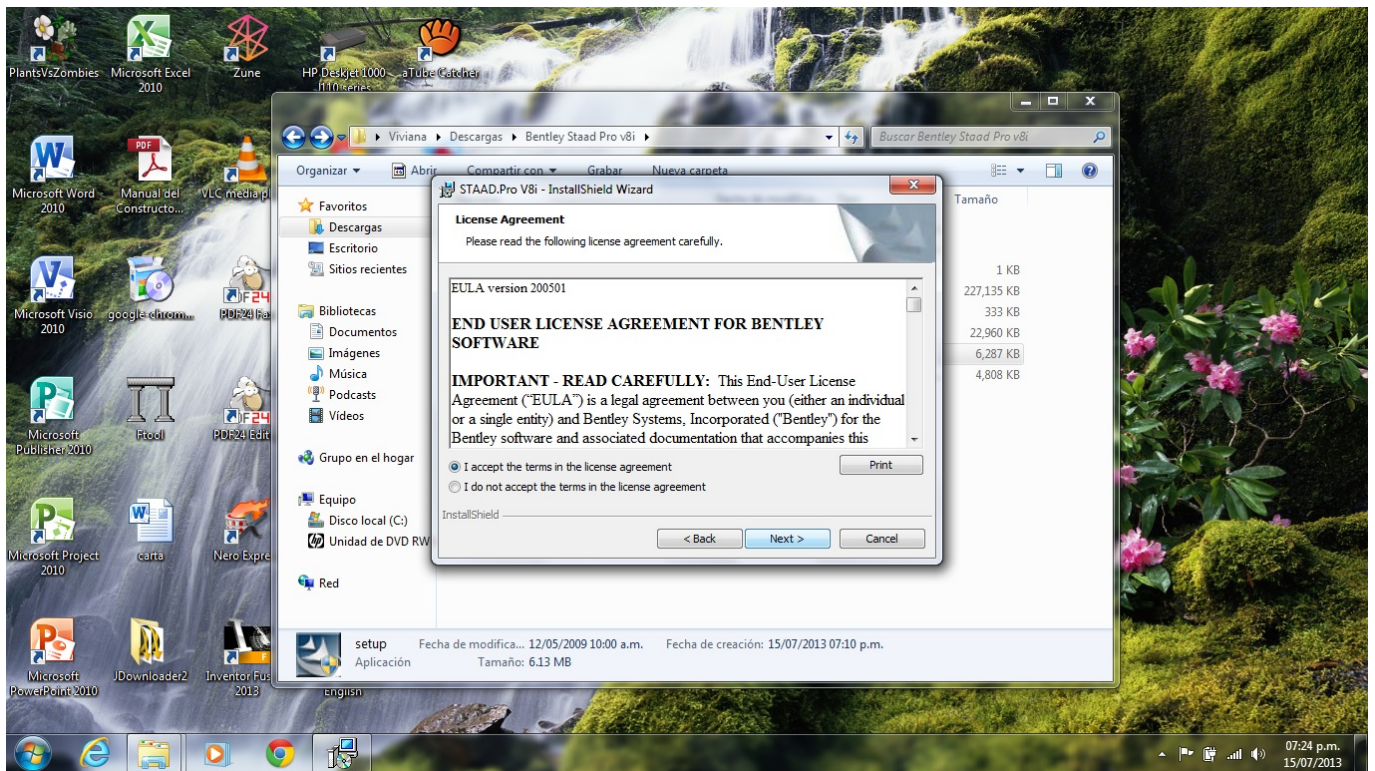 PlantsVsZombies
Microsoft Excel
2010
Zune
HP Deskjet 1000
J110 series
aTube Catcher
Microsoft Word
2010
PDF
Manual del
Constructo...
VLC media pl
Microsoft Visio
2010
google-chrom...
PDF24 Fax
Microsoft
Publisher 2010
Ftool
PDF24 Edit
Microsoft Project
2010
carta
Nero Expre
Microsoft
PowerPoint 2010
JDownloader2
Inventor Fus
2013
English
Viviana
Descargas
Bentley Staad Pro v8i
Buscar Bentley Staad Pro v8i
Organizar
Abrir
Compartir con
Grabar
Nueva carpeta
Favoritos
Descargas
Escritorio
Sitios recientes
Bibliotecas
Documentos
Imágenes
Música
Podcasts
Vídeos
Grupo en el hogar
Equipo
Disco local (C:)
Unidad de DVD RW
Red
Tamaño
1 KB
227,135 KB
333 KB
22,960 KB
6,287 KB
4,808 KB
STAAD.Pro V8i - InstallShield Wizard
License Agreement
Please read the following license agreement carefully.
EULA version 200501
END USER LICENSE AGREEMENT FOR BENTLEY
SOFTWARE
IMPORTANT - READ CAREFULLY: This End-User License
Agreement (“EULA”) is a legal agreement between you (either an individual
or a single entity) and Bentley Systems, Incorporated ("Bentley") for the
Bentley software and associated documentation that accompanies this
I accept the terms in the license agreement
Print
I do not accept the terms in the license agreement
InstallShield
< Back
Next >
Cancel
setup
Fecha de modifica... 12/05/2009 10:00 a.m.
Fecha de creación: 15/07/2013 07:10 p.m.
Aplicación
Tamaño: 6.13 MB
07:24 p.m.
15/07/2013